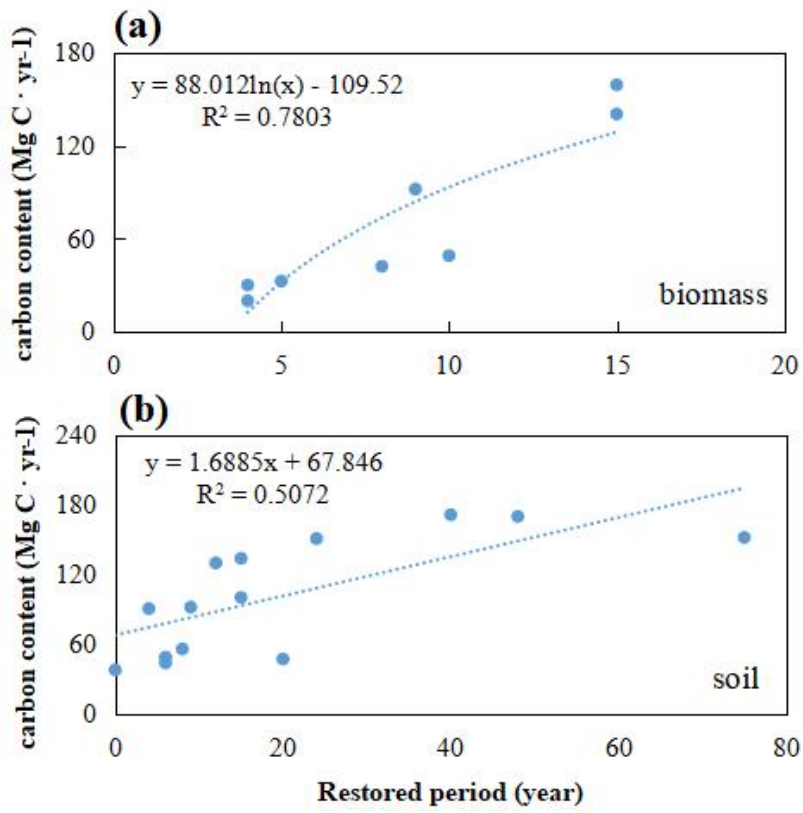 (a)
carbon content (Mg C · yr-1)
180
120
60
0
y = 88.012ln(x) - 109.52
R² = 0.7803
biomass
0 5 10 15 20
(b)
carbon content (Mg C · yr-1)
240
180
120
60
0
y = 1.6885x + 67.846
R² = 0.5072
soil
0 20 40 60 80
Restored period (year)